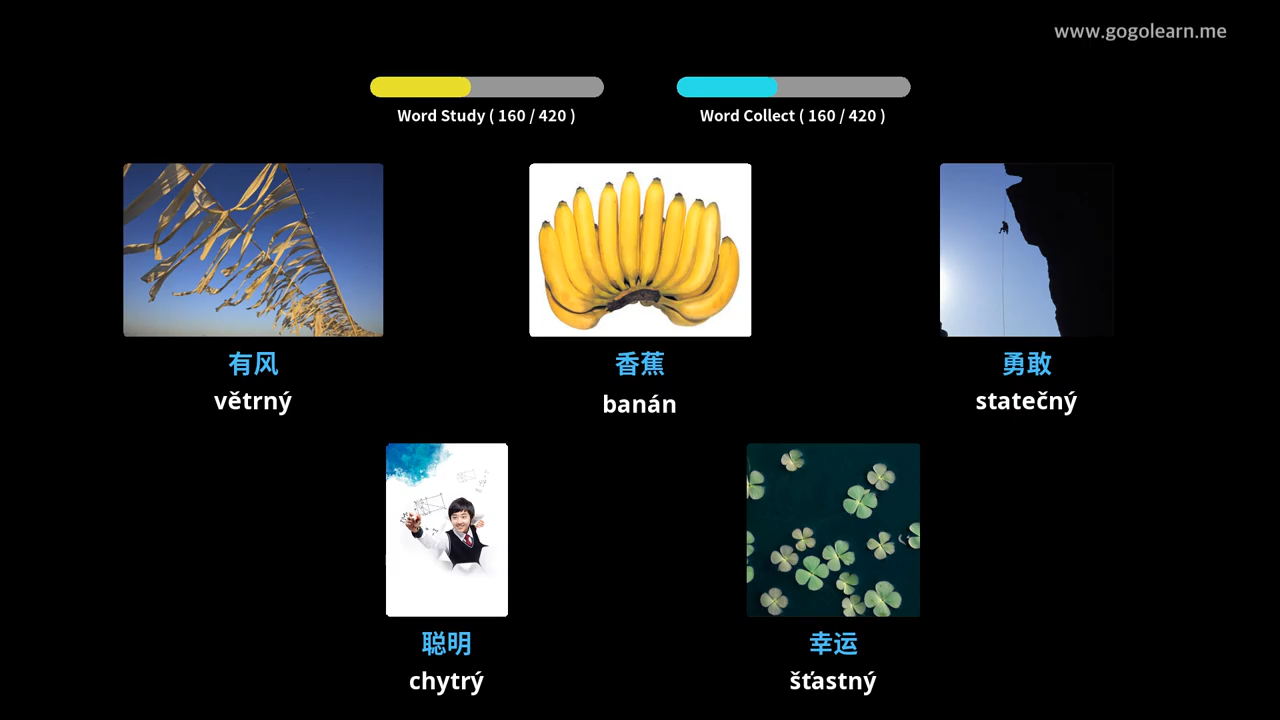 www.gogolearn.me
Word Study ( 160 / 420 )
Word Collect ( 160 / 420 )
有风
větrný
香蕉
banán
勇敢
statečný
聪明
chytrý
幸运
šťastný